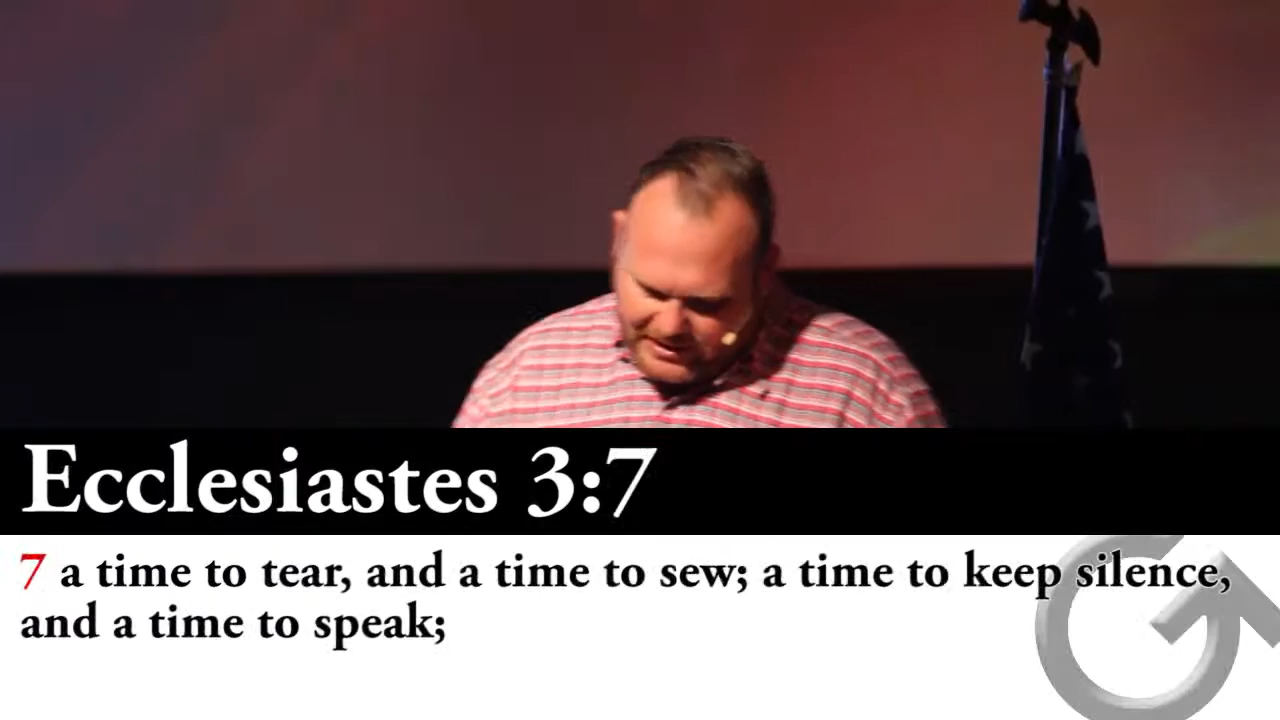 Ecclesiastes 3:7
7 a time to tear, and a time to sew; a time to keep silence,
and a time to speak;